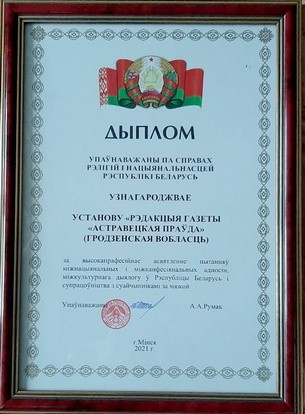 ДЫПЛОМ
УПАЎНАВАЖАНЫ ПА СПРАВАХ
РЭЛІГІЙ І НАЦЫЯНАЛЬНАСЦЕЙ
РЭСПУБЛІКІ БЕЛАРУСЬ
УЗНАГАРОДЖВАЕ
УСТАНОВУ «РЭДАКЦЫЯ ГАЗЕТЫ
«АСТРАВЕЦКАЯ ПРАЎДА»
(ГРОДЗЕНСКАЯ ВОБЛАСЦЬ)
за высокапрафесійнае асвятленне пытанняў
міжнацыянальных і міжканфесіянальных адносін,
міжкультурнага дыялогу ў Рэспубліцы Беларусь і
супрацоўніцтва з суайчыннікамі за мяжой
Упаўнаважаны А.А.Румак
г.Мінск
2021 г.